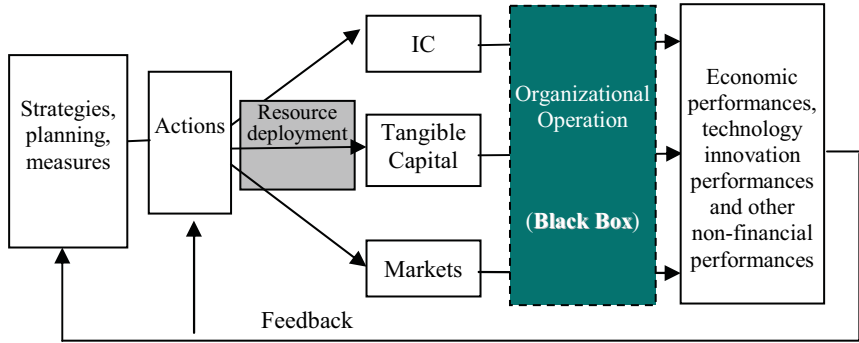 Strategies,
planning,
measures
Actions
Resource
deployment
IC
Tangible
Capital
Markets
Organizational
Operation
(Black Box)
Economic
performances,
technology
innovation
performances
and other
non-financial
performances
Feedback